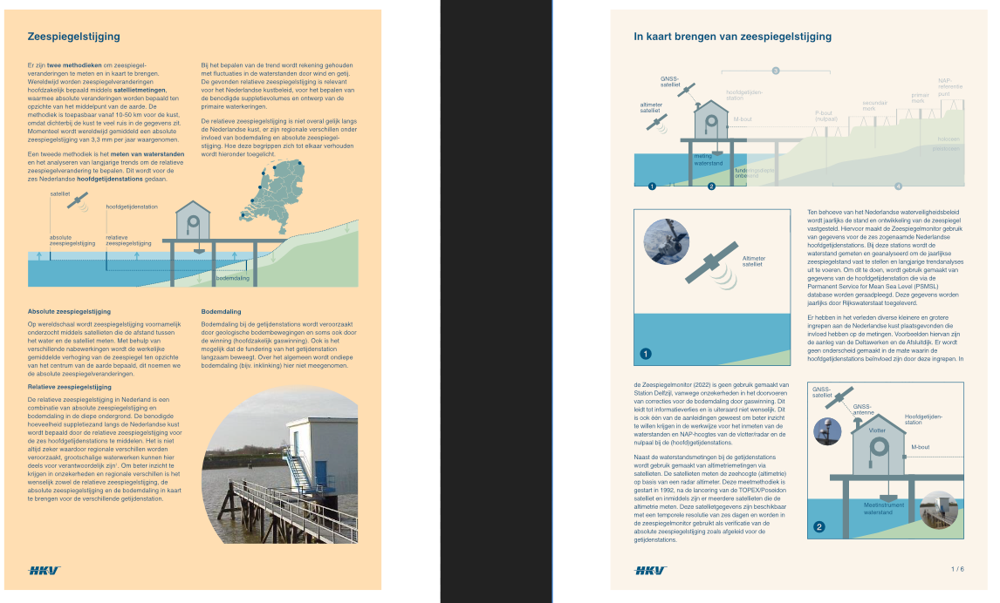 Zeespiegelstijging
Er zijn twee methodieken om zeespiegel-
veranderingen te meten en in kaart te brengen.
Wereldwijd worden zeespiegelveranderingen
hoofdzakelijk bepaald middels satellietmetingen,
waarmee absolute veranderingen worden bepaald ten
opzichte van het middelpunt van de aarde. De
methodiek is toepasbaar vanaf 10-50 km voor de kust,
omdat dichterbij de kust te veel ruis in de gegevens zit.
Momenteel wordt wereldwijd gemiddeld een absolute
zeespiegelstijging van 3,3 mm per jaar waargenomen.
Een tweede methodiek is het meten van waterstanden
en het analyseren van langjarige trends om de relatieve
zeespiegelverandering te bepalen. Dit wordt voor de
zes Nederlandse hoofdgetijdenstations gedaan.
Bij het bepalen van de trend wordt rekening gehouden
met fluctuaties in de waterstanden door wind en getij.
De gevonden relatieve zeespiegelstijging is relevant
voor het Nederlandse kustbeleid, voor het bepalen van
de benodigde suppletievolumes en ontwerp van de
primaire waterkeringen.
De relatieve zeespiegelstijging is niet overal gelijk langs
de Nederlandse kust, er zijn regionale verschillen onder
invloed van bodemdaling en absolute zeespiegel-
stijging. Hoe deze begrippen zich tot elkaar verhouden
wordt hieronder toegelicht.
satelliet
hoofdgetijdenstation
absolute
zeespiegelstijging
relatieve
zeespiegelstijging
bodemdaling
Absolute zeespiegelstijging
Op wereldschaal wordt zeespiegelstijging voornamelijk
onderzocht middels satellieten die de afstand tussen
het water en de satelliet meten. Met behulp van
verschillende nabewerkingen wordt de werkelijke
gemiddelde verhoging van de zeespiegel ten opzichte
van het centrum van de aarde bepaald, dit noemen we
de absolute zeespiegelveranderingen.
Relatieve zeespiegelstijging
De relatieve zeespiegelstijging in Nederland is een
combinatie van absolute zeespiegelstijging en
bodemdaling in de diepe ondergrond. De benodigde
hoeveelheid suppletiezand langs de Nederlandse kust
wordt bepaald door de relatieve zeespiegelstijging voor
de zes hoofdgetijdenstations te middelen. Het is niet
altijd zeker waardoor regionale verschillen worden
veroorzaakt, grootschalige waterwerken kunnen hier
deels voor verantwoordelijk zijn¹. Om beter inzicht te
krijgen in onzekerheden en regionale verschillen is het
wenselijk zowel de relatieve zeespiegelstijging, de
absolute zeespiegelstijging en de bodemdaling in kaart
te brengen voor de verschillende getijdenstation.
Bodemdaling
Bodemdaling bij de getijdenstations wordt veroorzaakt
door geologische bodembewegingen en soms ook door
de winning (hoofdzakelijk gaswinning). Ook is het
mogelijk dat de fundering van het getijdenstation
langzaam beweegt. Over het algemeen wordt ondiepe
bodemdaling (bijv. inklinking) hier niet meegenomen.
HKV
In kaart brengen van zeespiegelstijging
3
GNSS-
satelliet
altimeter
satelliet
hoofdgetijden-
station
M-bout
P-bout
(nulpaal)
secundair
merk
primair
merk
NAP-
referentie
punt
meting
waterstand
holoceen
pleistoceen
1
2
4
Altimeter
satelliet
1
Ten behoeve van het Nederlandse waterveiligheidsbeleid
wordt jaarlijks de stand en ontwikkeling van de zeespiegel
vastgesteld. Hiervoor maakt de Zeespiegelmonitor gebruik
van gegevens voor de zes zogenaamde Nederlandse
hoofdgetijdenstations. Bij deze stations wordt de
waterstand gemeten en geanalyseerd om de jaarlijkse
zeespiegelstand vast te stellen en langjarige trendanalyses
uit te voeren. Om dit te doen, wordt gebruik gemaakt van
gegevens van de hoofdgetijdenstation die via de
Permanent Service for Mean Sea Level (PSMSL)
database worden geraadpleegd. Deze gegevens worden
jaarlijks door Rijkswaterstaat toegeleverd.
Er hebben in het verleden diverse kleinere en grotere
ingrepen aan de Nederlandse kust plaatsgevonden die
invloed hebben op de metingen. Voorbeelden hiervan zijn
de aanleg van de Deltawerken en de Afsluitdijk. Er wordt
geen onderscheid gemaakt in de mate waarin de
hoofdgetijdenstations beïnvloed zijn door deze ingrepen. In
de Zeespiegelmonitor (2022) is geen gebruik gemaakt van
Station Delfzijl, vanwege onzekerheden in het doorvoeren
van correcties voor de bodemdaling door gaswinning. Dit
leidt tot informatieverlies en is uiteraard niet wenselijk. Dit
is ook één van de aanleidingen geweest om beter inzicht
te willen krijgen in de werkwijze voor het inmeten van de
waterstanden en NAP-hoogtes van de vlotter/radar en de
nulpaal bij de (hoofd)getijdenstations.
Naast de waterstandsmetingen bij de getijdenstations
wordt gebruik gemaakt van altimetriemetingen via
satellieten. De satellieten meten de zeehoogte (altimetrie)
op basis van een radar altimeter. Deze meetmethodiek is
gestart in 1992, na de lancering van de TOPEX/Poseidon
satelliet en inmiddels zijn er meerdere satellieten die de
altimetrie meten. Deze satellietgegevens zijn beschikbaar
met een temporele resolutie van zes dagen en worden in
de zeespiegelmonitor gebruikt als verificatie van de
absolute zeespiegelstijging zoals afgeleid voor de
getijdenstations.
GNSS-
satelliet
GNSS-
antenne
Vlotter
Hoofdgetijden-
station
M-bout
Meetinstrument
waterstand
2
HKV
1 / 6